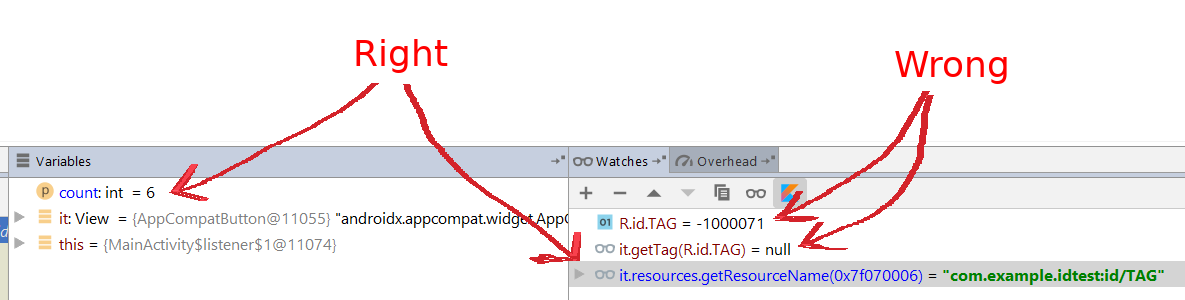 Right
Wrong
Variables
Watches
Overhead
count: int = 6
it: View = {AppCompatButton@11055} "androidx.appcompat.widget.AppC
this = {MainActivity$listener$1@11074}
R.id.TAG = -1000071
it.getTag(R.id.TAG) = null
it.resources.getResourceName(0x7f070006) = "com.example.idtest:id/TAG"